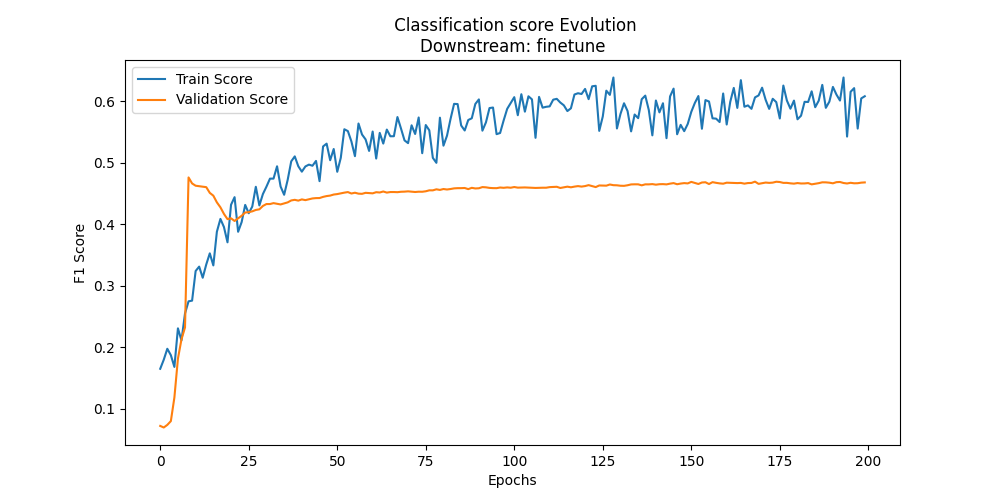 Classification score Evolution
Downstream: finetune
Train Score
Validation Score
F1 Score
0.6
0.5
0.4
0.3
0.2
0.1
0 25 50 75 100 125 150 175 200
Epochs